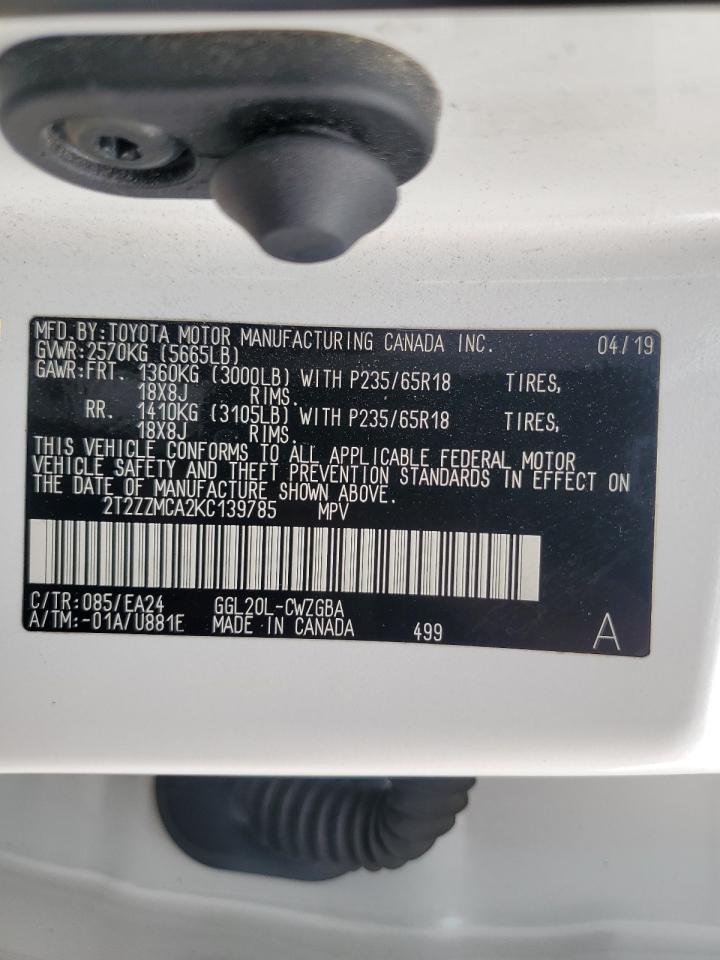 MFD. BY: TOYOTA MOTOR MANUFACTURING CANADA INC. 04/19
GVWR: 2570KG (5665LB)
GAWR: FRT. 1360KG (3000LB) WITH P235/65R18 TIRES,
18X8J RIMS.
RR. 1410KG (3105LB) WITH P235/65R18 TIRES,
18X8J RIMS.
THIS VEHICLE CONFORMS TO ALL APPLICABLE FEDERAL MOTOR
VEHICLE SAFETY AND THEFT PREVENTION STANDARDS IN EFFECT ON
THE DATE OF MANUFACTURE SHOWN ABOVE.
2T2ZZMCA2KC139785 MPV
C/TR: 085/EA24 GGL20L-CWZGBA
A/TM: -01A/U881E MADE IN CANADA 499 A